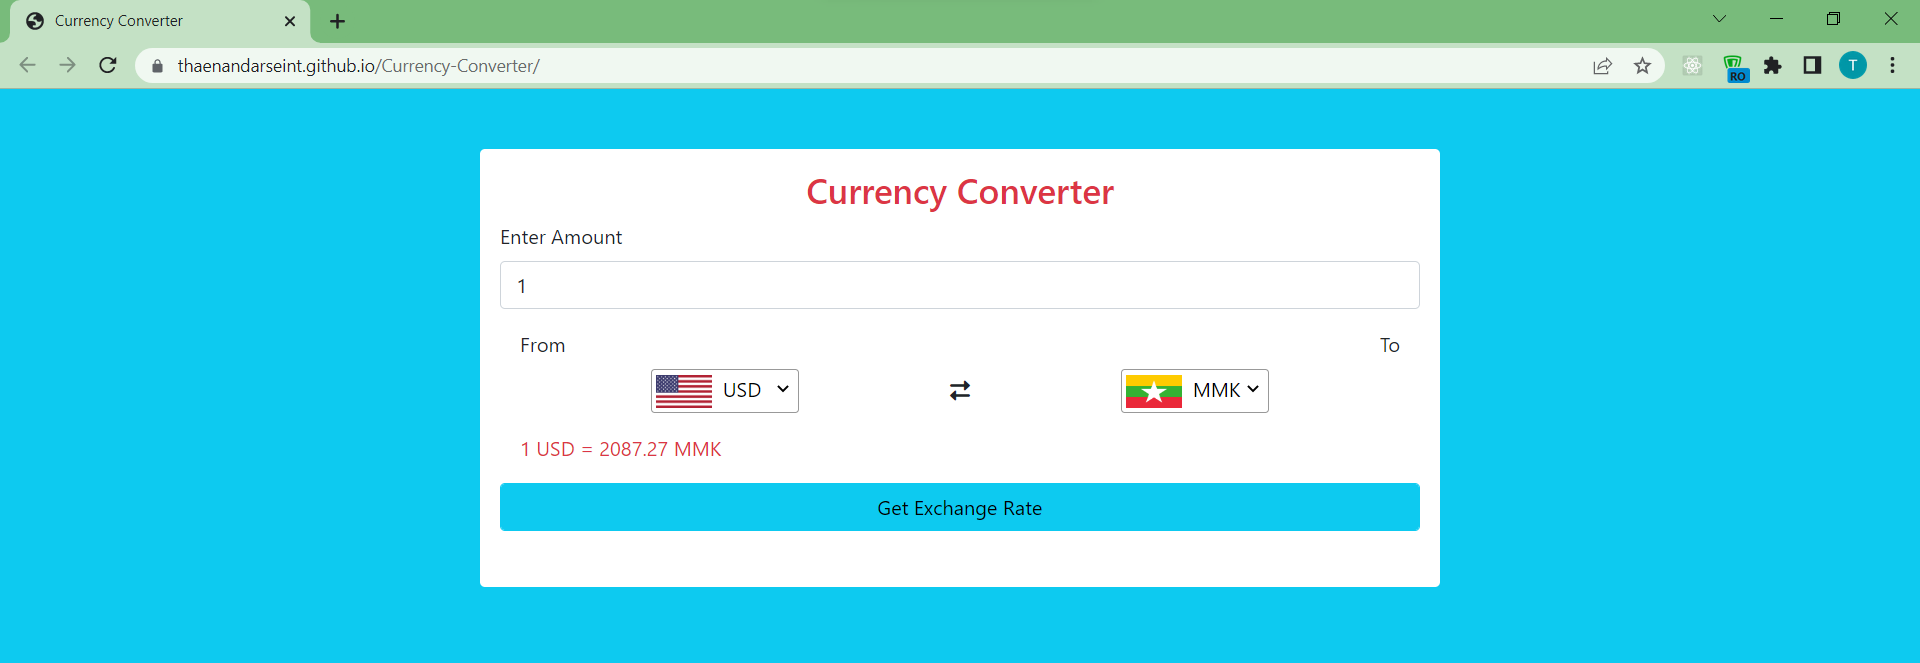 Currency Converter
thaenandarseint.github.io/Currency-Converter/
RO
T
Currency Converter
Enter Amount
1
From To
USD MMK
1 USD = 2087.27 MMK
Get Exchange Rate